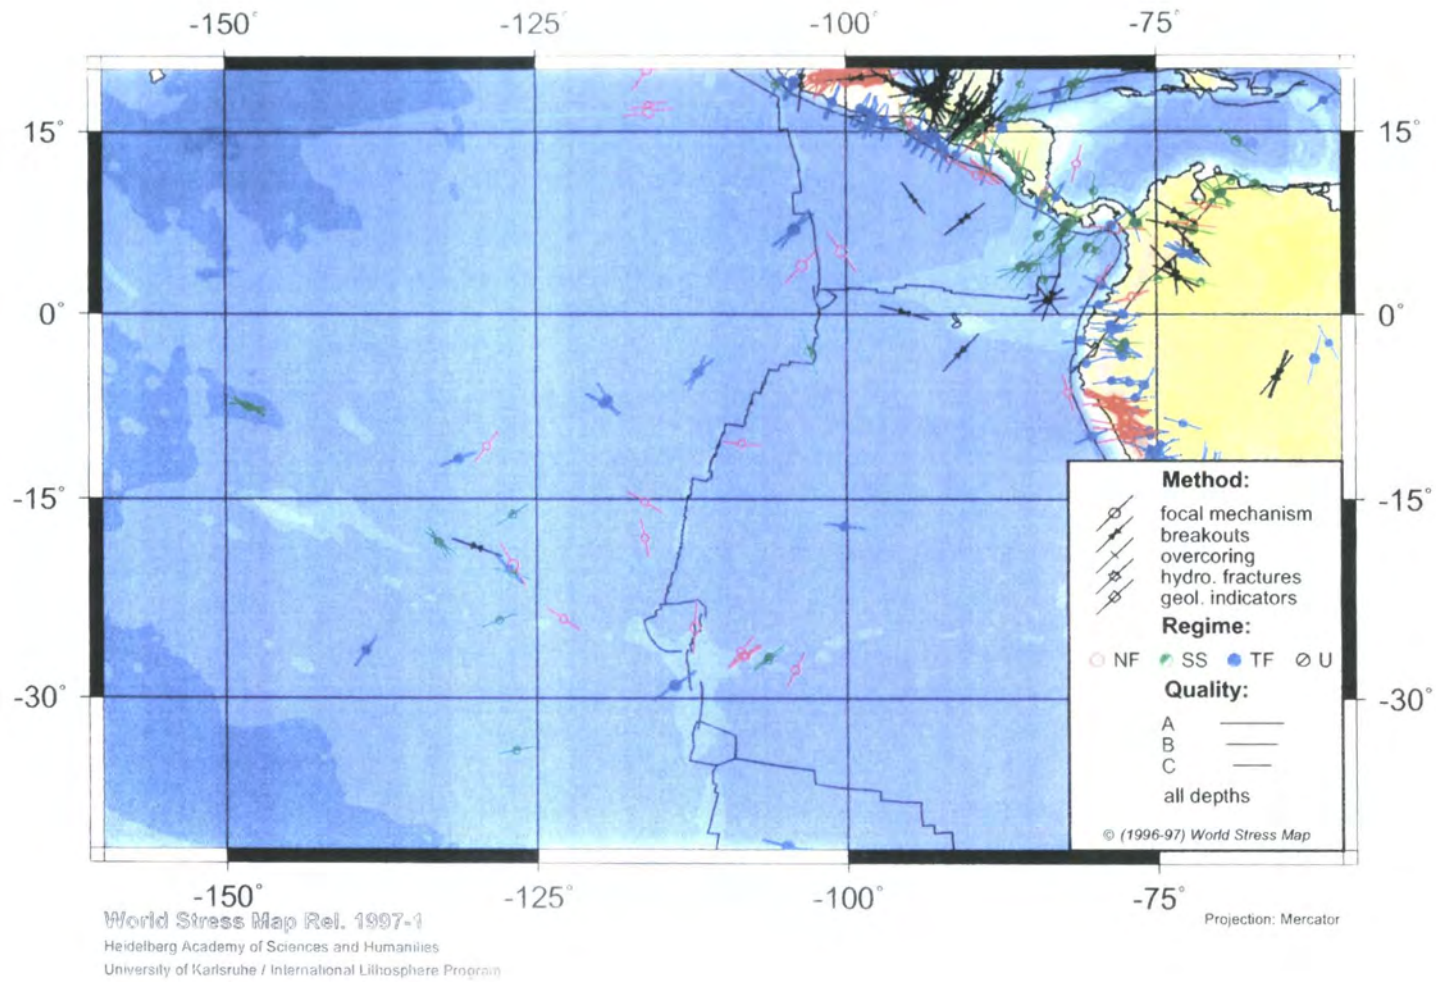 -150° -125° -100° -75°
15° 15°
0° 0°
-15° -15°
-30° -30°
Method:
focal mechanism
breakouts
overcoring
hydro. fractures
geol. indicators
Regime:
NF SS TF U
Quality:
A
B
C
all depths
© (1996-97) World Stress Map
-150° -125° -100° -75°
World Stress Map Rel. 1997-1
Projection: Mercator
Heidelberg Academy of Sciences and Humanities
University of Karlsruhe / International Lithosphere Program